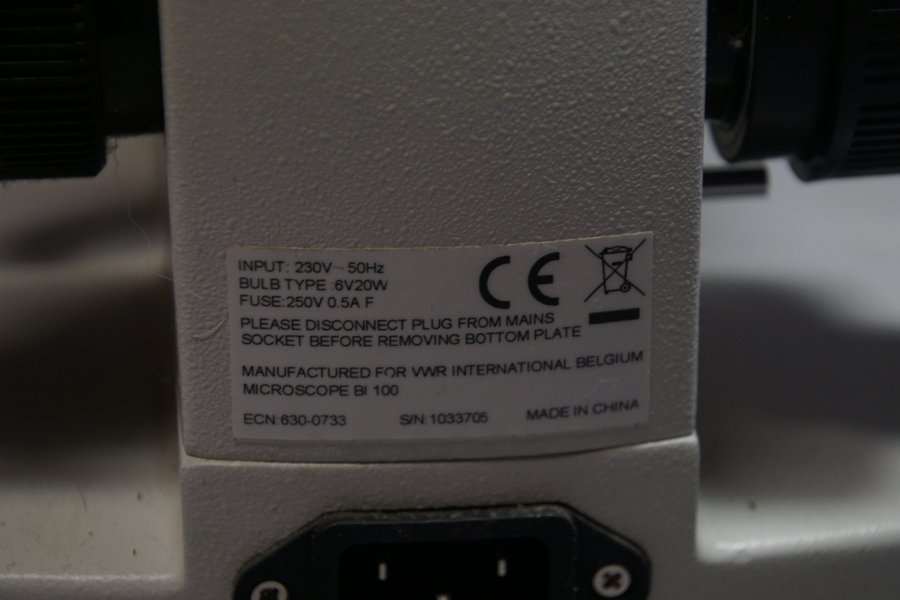 INPUT: 230V~50Hz
BULB TYPE :6V20W
FUSE:250V 0.5A F
CE
PLEASE DISCONNECT PLUG FROM MAINS
SOCKET BEFORE REMOVING BOTTOM PLATE
MANUFACTURED FOR VWR INTERNATIONAL BELGIUM
MICROSCOPE BI 100
ECN:630-0733 S/N:1033705 MADE IN CHINA